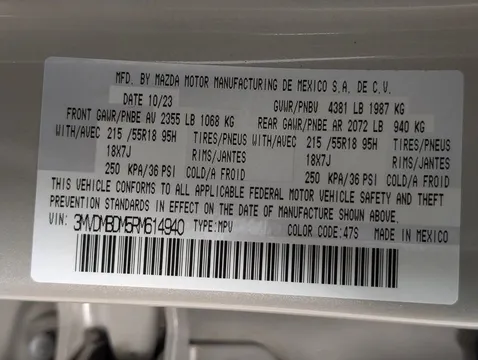 MFD. BY MAZDA MOTOR MANUFACTURING DE MEXICO S.A. DE C.V.
DATE 10/23 GVWR/PNBV 4381 LB 1987 KG
FRONT GAWR/PNBE AV 2355 LB 1068 KG REAR GAWR/PNBE AR 2072 LB 940 KG
WITH/AVEC 215 /55R18 95H TIRES/PNEUS WITH/AVEC 215 /55R18 95H TIRES/PNEUS
18X7J RIMS/JANTES 18X7J RIMS/JANTES
250 KPA/36 PSI COLD/A FROID 250 KPA/36 PSI COLD/A FROID
THIS VEHICLE CONFORMS TO ALL APPLICABLE FEDERAL MOTOR VEHICLE SAFETY AND THEFT
PREVENTION STANDARDS IN EFFECT ON THE DATE OF MANUFACTURE SHOWN ABOVE.
VIN: 3MVDMBDM5RM614940 TYPE:MPV COLOR CODE:47S MADE IN MEXICO